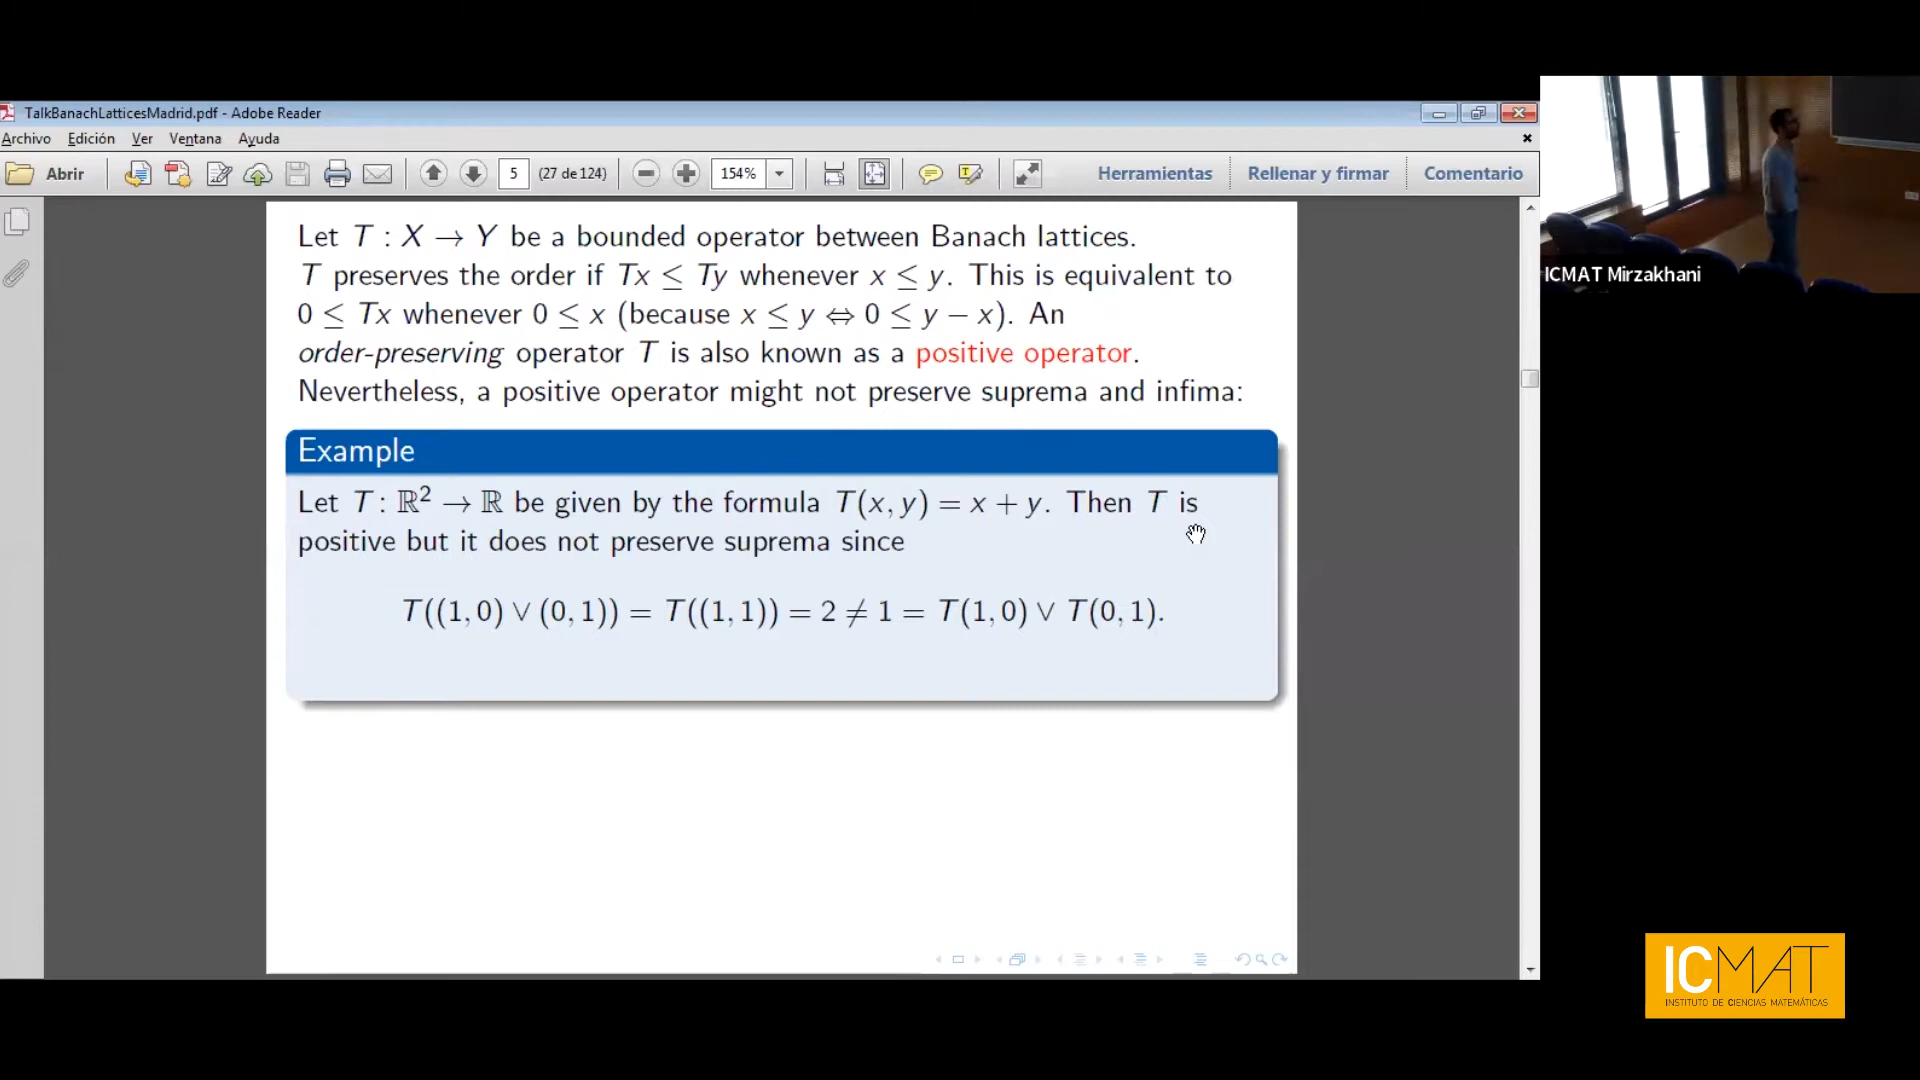 TalkBanachLatticesMadrid.pdf - Adobe Reader
Archivo Edición Ver Ventana Ayuda
Abrir 5 (27 de 124) 154% Herramientas Rellenar y firmar Comentario
Let T : X → Y be a bounded operator between Banach lattices.
T preserves the order if Tx ≤ Ty whenever x ≤ y. This is equivalent to
0 ≤ Tx whenever 0 ≤ x (because x ≤ y ⇔ 0 ≤ y − x). An
order-preserving operator T is also known as a positive operator.
Nevertheless, a positive operator might not preserve suprema and infima:
Example
Let T : ℝ² → ℝ be given by the formula T(x, y) = x + y. Then T is
positive but it does not preserve suprema since
T((1, 0) ∨ (0, 1)) = T((1, 1)) = 2 ≠ 1 = T(1, 0) ∨ T(0, 1).
ICMAT Mirzakhani
ICMAT
INSTITUTO DE CIENCIAS MATEMÁTICAS